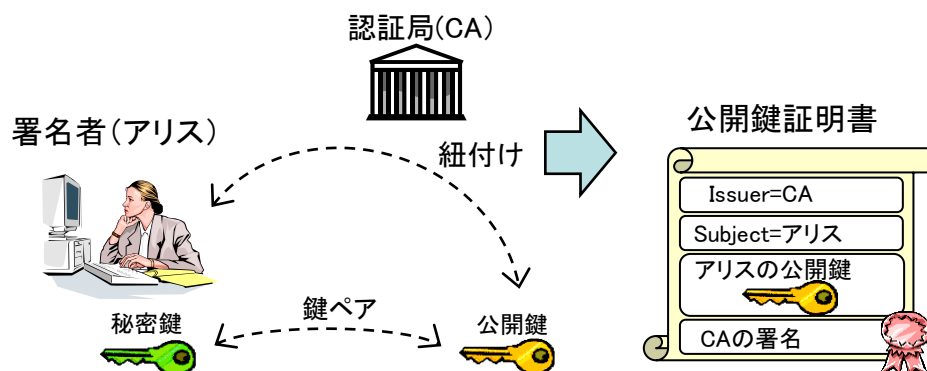 認証局(CA)
署名者(アリス)
紐付け
公開鍵証明書
Issuer=CA
Subject=アリス
アリスの公開鍵
CAの署名
鍵ペア
秘密鍵
公開鍵